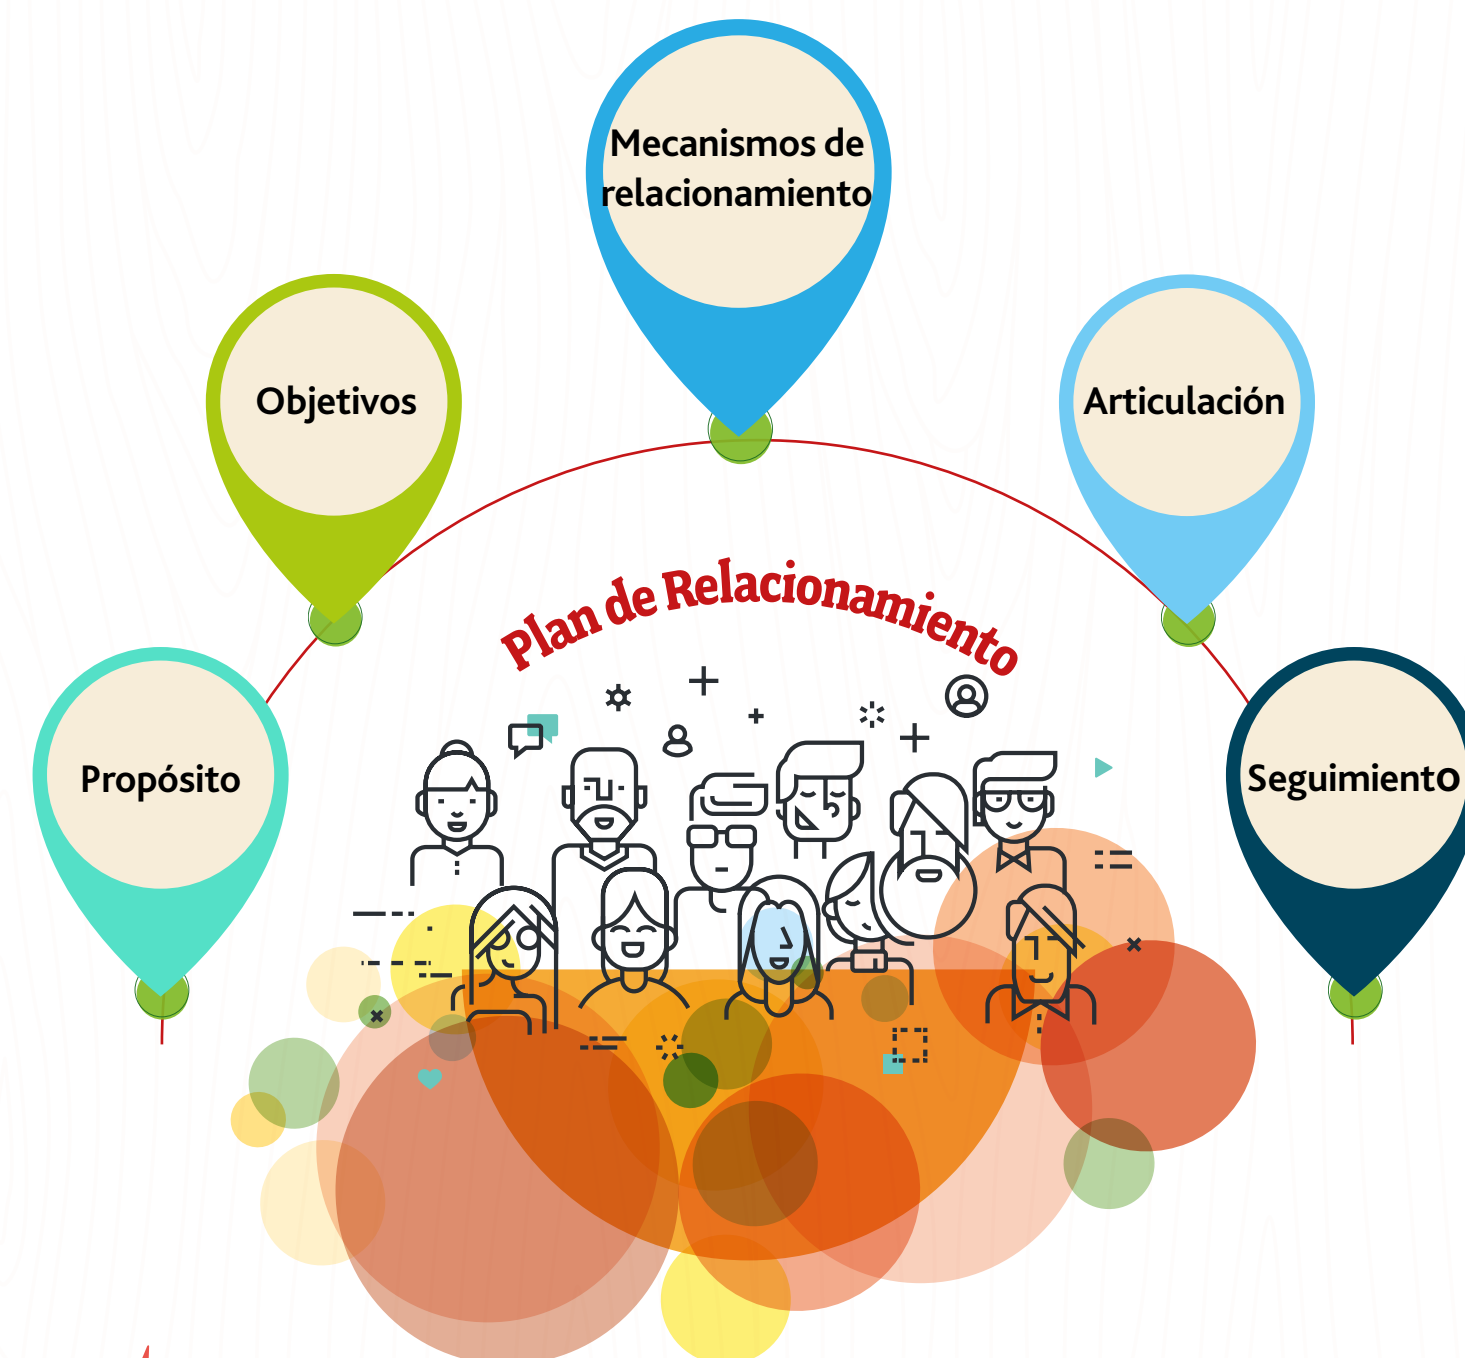 Mecanismos de
relacionamiento
Objetivos
Articulación
Plan de Relacionamiento
Propósito
Seguimiento